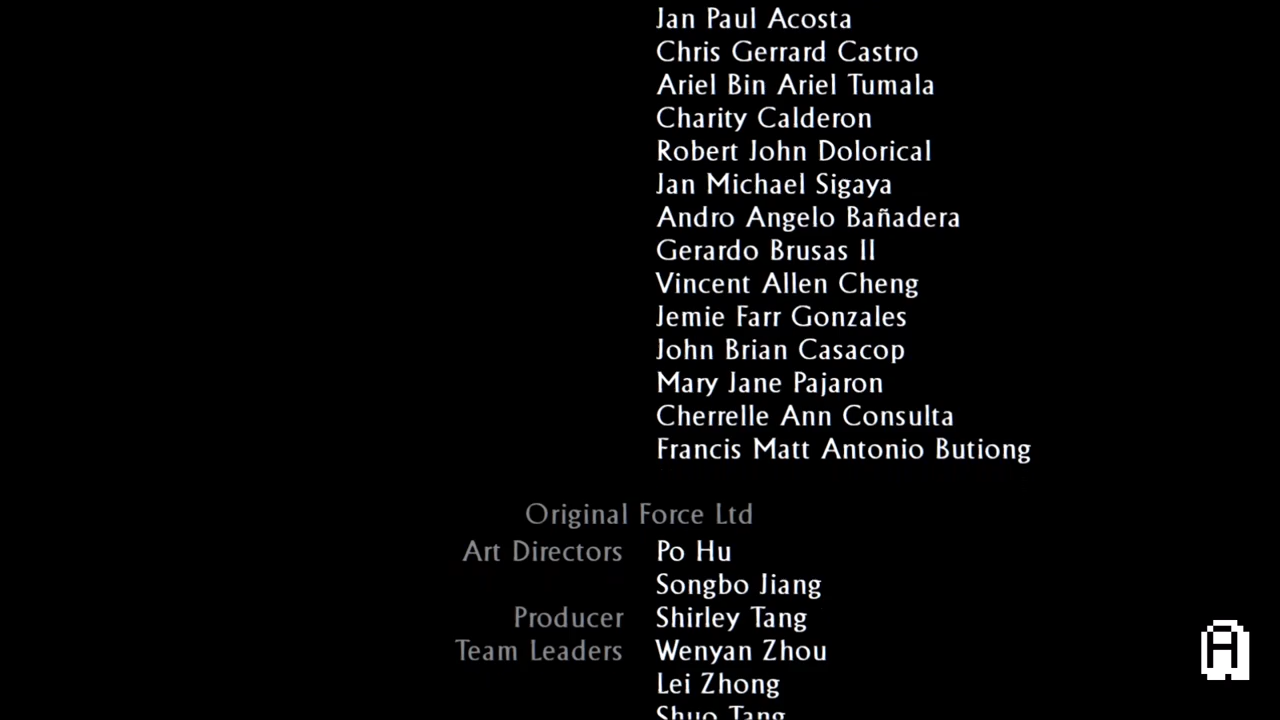 Jan Paul Acosta
Chris Gerrard Castro
Ariel Bin Ariel Tumala
Charity Calderon
Robert John Dolorical
Jan Michael Sigaya
Andro Angelo Bañadera
Gerardo Brusas II
Vincent Allen Cheng
Jemie Farr Gonzales
John Brian Casacop
Mary Jane Pajaron
Cherrelle Ann Consulta
Francis Matt Antonio Butiong
Original Force Ltd
Art Directors Po Hu
Songbo Jiang
Producer Shirley Tang
Team Leaders Wenyan Zhou
Lei Zhong
Shuo Tang
A